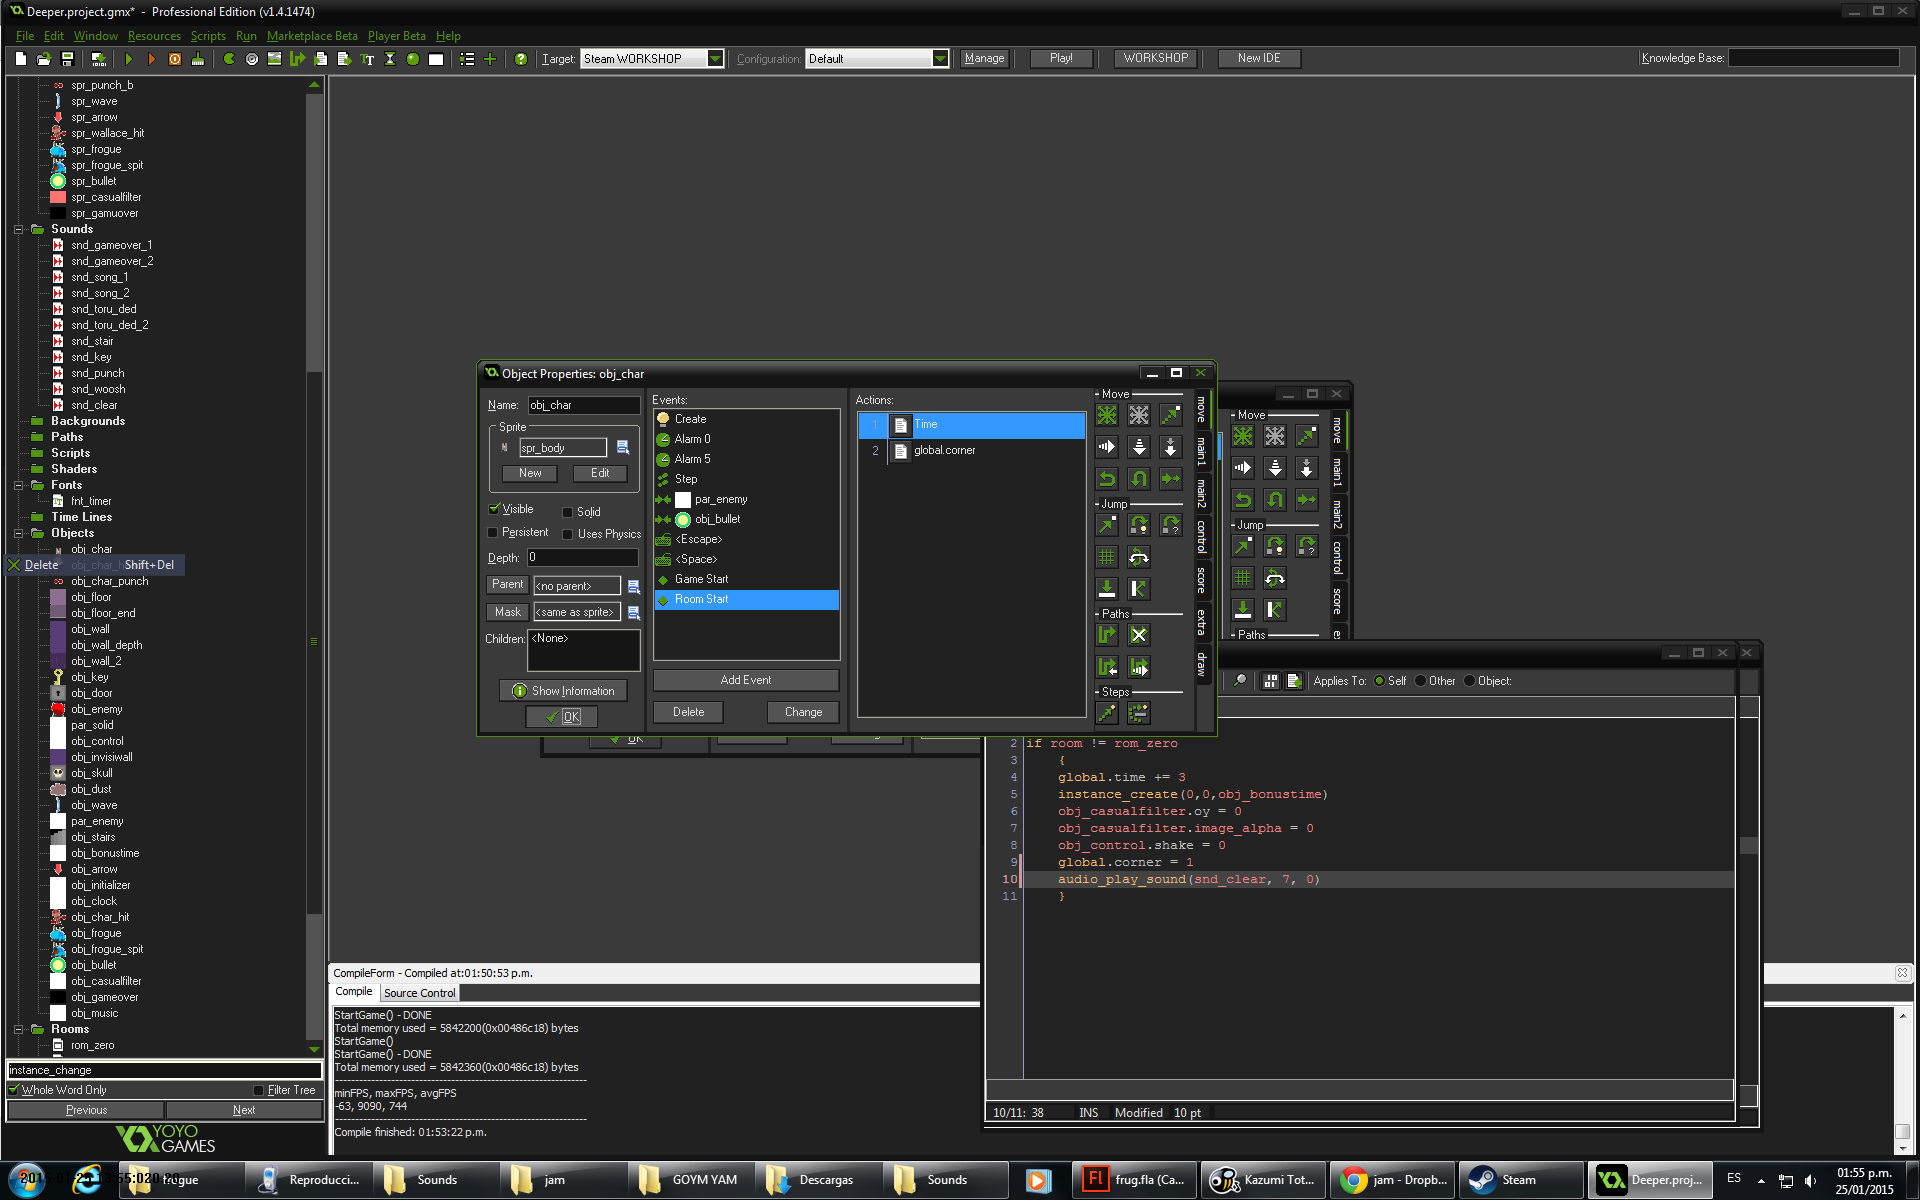 Deeper.project.gmx* - Professional Edition (v1.4.1474)
File Edit Window Resources Scripts Run Marketplace Beta Player Beta Help
Target: Steam WORKSHOP Configuration: Default Manage Play! WORKSHOP New IDE Knowledge Base:
spr_punch_b
spr_wave
spr_arrow
spr_wallace_hit
spr_frogue
spr_frogue_spit
spr_bullet
spr_casualfilter
spr_gamuover
Sounds
snd_gameover_1
snd_gameover_2
snd_song_1
snd_song_2
snd_toru_ded
snd_toru_ded_2
snd_stair
snd_key
snd_punch
snd_woosh
snd_clear
Backgrounds
Paths
Scripts
Shaders
Fonts
fnt_timer
Time Lines
Objects
obj_char
Delete Shift+Del
obj_char_punch
obj_floor
obj_floor_end
obj_wall
obj_wall_depth
obj_wall_2
obj_key
obj_door
obj_enemy
par_solid
obj_control
obj_invisiwall
obj_skull
obj_dust
obj_wave
par_enemy
obj_stairs
obj_bonustime
obj_arrow
obj_initializer
obj_clock
obj_char_hit
obj_frogue
obj_frogue_spit
obj_bullet
obj_casualfilter
obj_gameover
obj_music
Rooms
rom_zero
instance_change
Whole Word Only Filter Tree
Previous Next
YOYO GAMES
Object Properties: obj_char
Name: obj_char
Sprite
spr_body
New Edit
Visible Solid
Persistent Uses Physics
Depth: 0
Parent <no parent>
Mask <same as sprite>
Children: <None>
Show Information
OK
Events:
Create
Alarm 0
Alarm 5
Step
par_enemy
obj_bullet
<Escape>
<Space>
Game Start
Room Start
Add Event
Delete Change
Actions:
1 Time
2 global.corner
Move
Jump
Paths
Steps
move
main1
main2
control
score
extra
draw
Move
Jump
Paths
move
main1
main2
control
score
OK
Applies To: Self Other Object:
2 if room != rom_zero
3 {
4 global.time += 3
5 instance_create(0,0,obj_bonustime)
6 obj_casualfilter.oy = 0
7 obj_casualfilter.image_alpha = 0
8 obj_control.shake = 0
9 global.corner = 1
10 audio_play_sound(snd_clear, 7, 0)
11 }
10/11: 38 INS Modified 10 pt
CompileForm - Compiled at:01:50:53 p.m.
Compile Source Control
StartGame() - DONE
Total memory used = 5842200(0x00486c18) bytes
StartGame()
StartGame() - DONE
Total memory used = 5842360(0x00486c18) bytes
minFPS, maxFPS, avgFPS
-63, 9090, 744
Compile finished: 01:53:22 p.m.
Reproducci... Sounds jam GOYM YAM Descargas Sounds frug.fla (Ca... Kazumi Tot... jam - Dropb... Steam Deeper.proj... ES 01:55 p.m.
25/01/2015